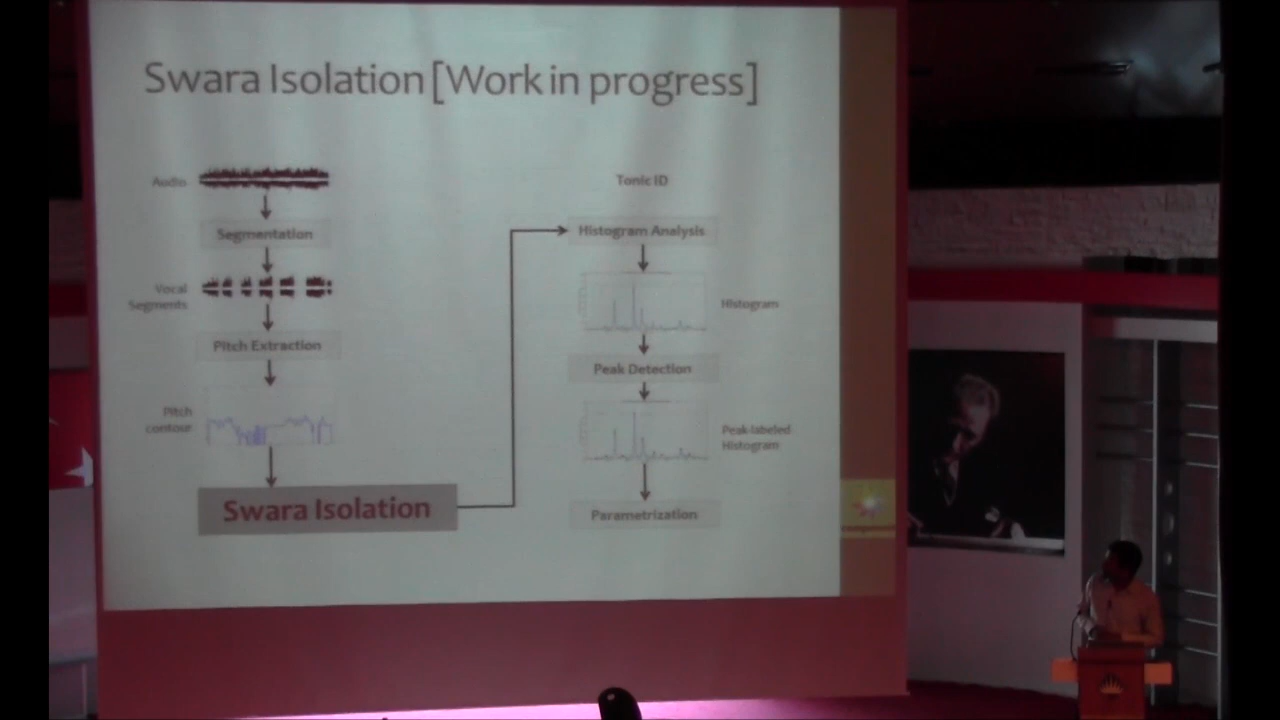 Swara Isolation [Work in progress]
Audio
Segmentation
Vocal
Segments
Pitch Extraction
Pitch
contour
Swara Isolation
Tonic ID
Histogram Analysis
Histogram
Peak Detection
Peak-labeled
Histogram
Parametrization